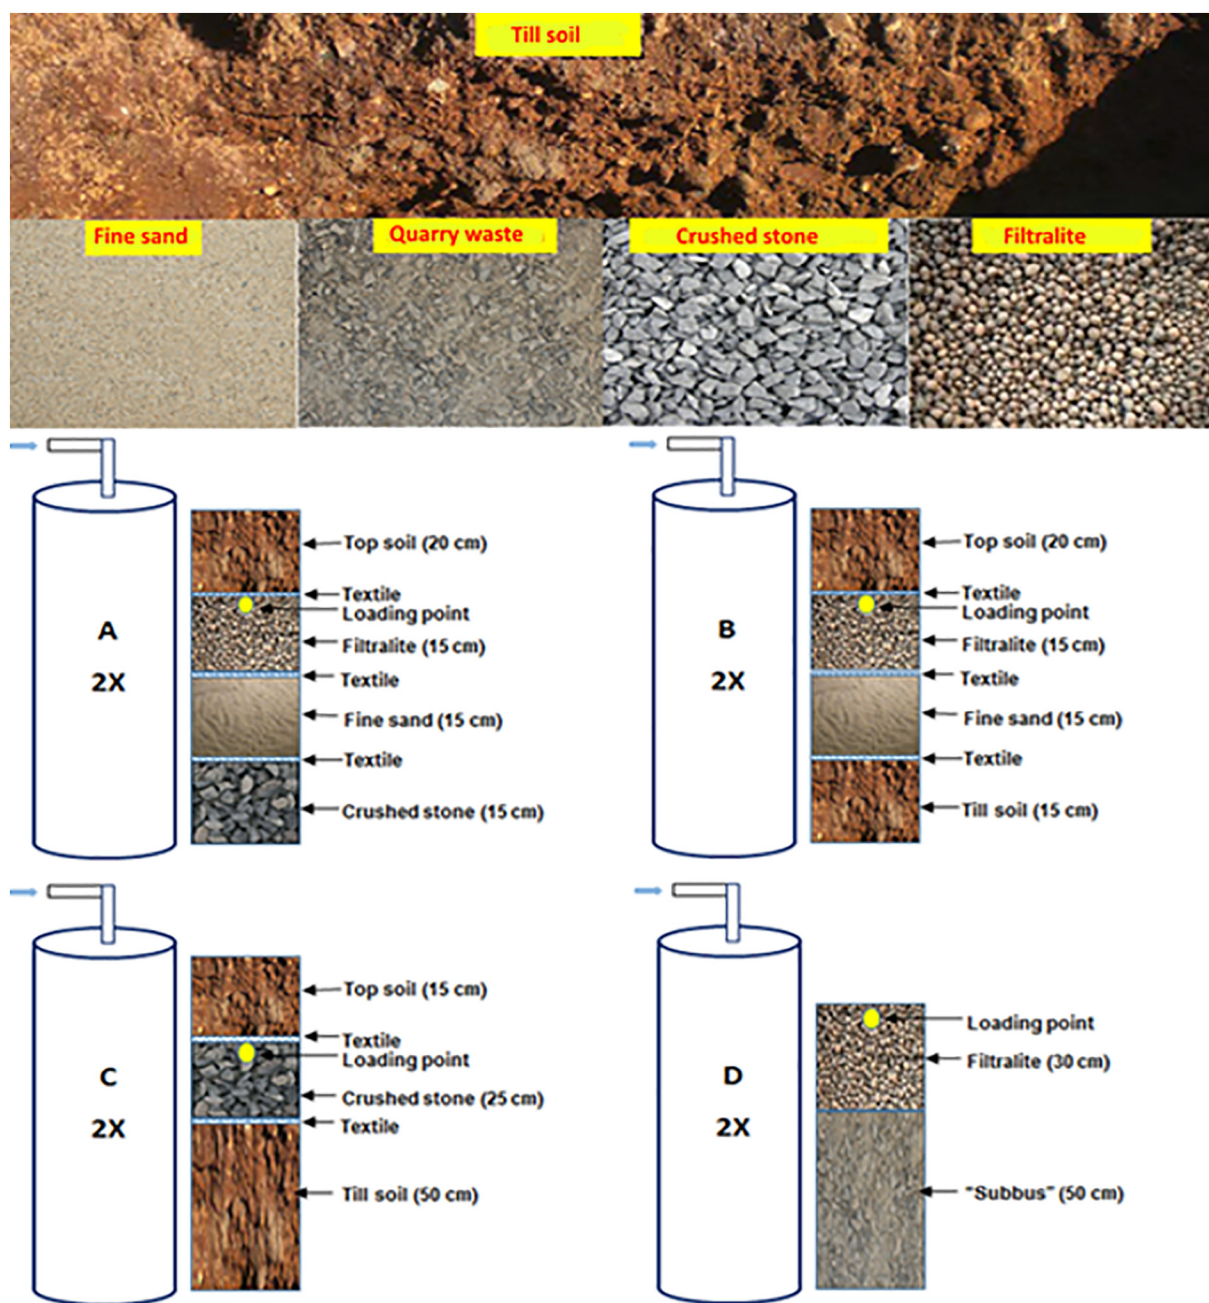 Till soil
Fine sand
Quarry waste
Crushed stone
Filtralite
A
2X
Top soil (20 cm)
Textile
Loading point
Filtralite (15 cm)
Textile
Fine sand (15 cm)
Textile
Crushed stone (15 cm)
B
2X
Top soil (20 cm)
Textile
Loading point
Filtralite (15 cm)
Textile
Fine sand (15 cm)
Textile
Till soil (15 cm)
C
2X
Top soil (15 cm)
Textile
Loading point
Crushed stone (25 cm)
Textile
Till soil (50 cm)
D
2X
Loading point
Filtralite (30 cm)
"Subbus" (50 cm)